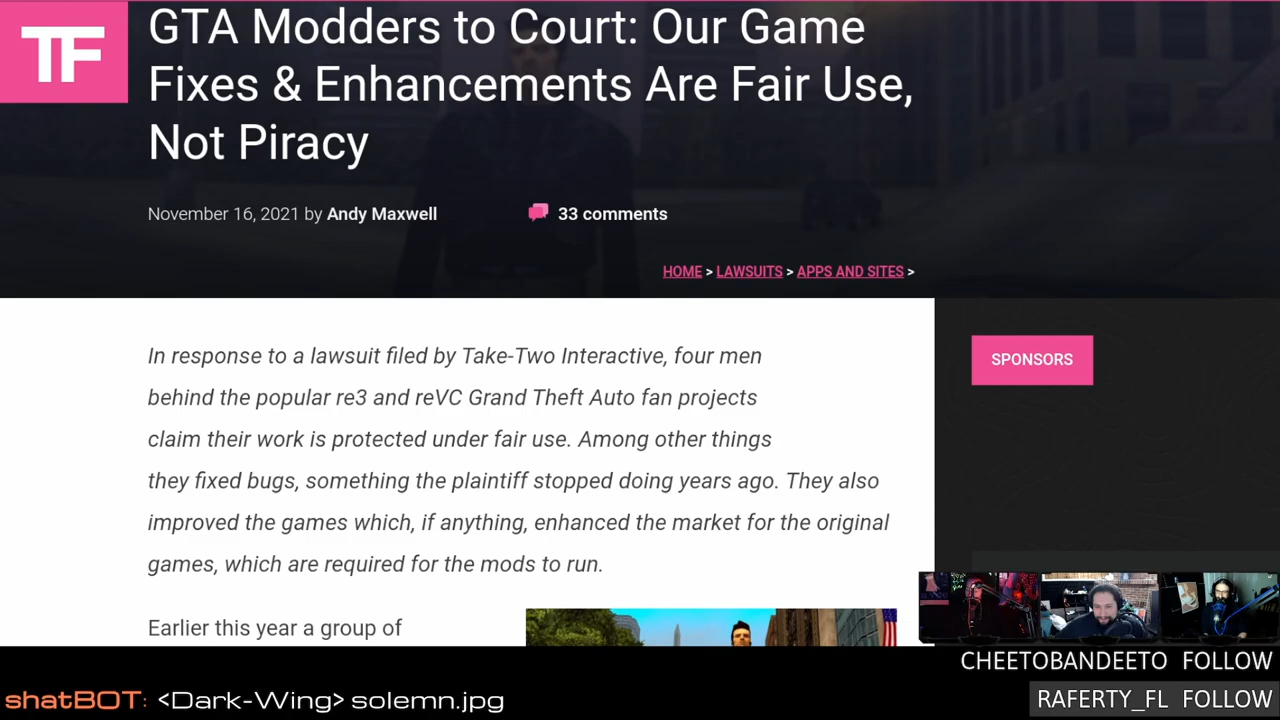 TF
GTA Modders to Court: Our Game
Fixes & Enhancements Are Fair Use,
Not Piracy
November 16, 2021 by Andy Maxwell
33 comments
HOME > LAWSUITS > APPS AND SITES >
In response to a lawsuit filed by Take-Two Interactive, four men
behind the popular re3 and reVC Grand Theft Auto fan projects
claim their work is protected under fair use. Among other things
they fixed bugs, something the plaintiff stopped doing years ago. They also
improved the games which, if anything, enhanced the market for the original
games, which are required for the mods to run.
Earlier this year a group of
SPONSORS
CHEETOBANDEETO FOLLOW
RAFERTY_FL FOLLOW
shatBOT: <Dark-Wing> solemn.jpg